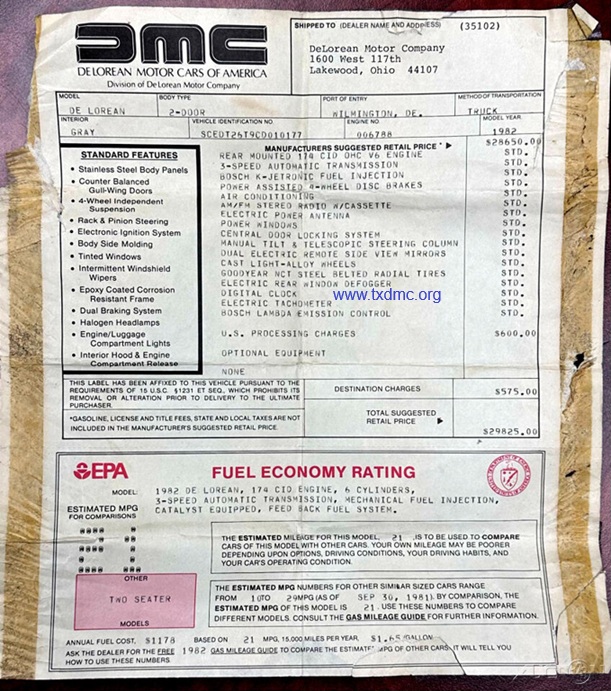 DMC
DELOREAN MOTOR CARS OF AMERICA
Division of DeLorean Motor Company
SHIPPED TO (DEALER NAME AND ADDRESS) (35102)
DeLorean Motor Company
1600 West 117th
Lakewood, Ohio 44107
MODEL BODY TYPE PORT OF ENTRY METHOD OF TRANSPORTATION
DE LOREAN 2-DOOR WILMINGTON, DE. TRUCK
INTERIOR VEHICLE IDENTIFICATION NO. ENGINE NO. MODEL YEAR
GRAY SCEDT26T9CD010177 006788 1982
MANUFACTURERS SUGGESTED RETAIL PRICE * ▶ $28650.00
STANDARD FEATURES
• Stainless Steel Body Panels
• Counter Balanced
Gull-Wing Doors
• 4-Wheel Independent
Suspension
• Rack & Pinion Steering
• Electronic Ignition System
• Body Side Molding
• Tinted Windows
• Intermittent Windshield
Wipers
• Epoxy Coated Corrosion
Resistant Frame
• Dual Braking System
• Halogen Headlamps
• Engine/Luggage
Compartment Lights
• Interior Hood & Engine
Compartment Release
REAR MOUNTED 174 CID OHC V6 ENGINE STD.
3-SPEED AUTOMATIC TRANSMISSION STD.
BOSCH K-JETRONIC FUEL INJECTION STD.
POWER ASSISTED 4-WHEEL DISC BRAKES STD.
AIR CONDITIONING STD.
AM/FM STEREO RADIO W/CASSETTE STD.
ELECTRIC POWER ANTENNA STD.
POWER WINDOWS STD.
CENTRAL DOOR LOCKING SYSTEM STD.
MANUAL TILT & TELESCOPIC STEERING COLUMN STD.
DUAL ELECTRIC REMOTE SIDE VIEW MIRRORS STD.
CAST LIGHT-ALLOY WHEELS STD.
GOODYEAR NCT STEEL BELTED RADIAL TIRES STD.
ELECTRIC REAR WINDOW DEFOGGER STD.
DIGITAL CLOCK STD.
www.txdmc.org
ELECTRIC TACHOMETER STD.
BOSCH LAMBDA EMISSION CONTROL STD.
U.S. PROCESSING CHARGES $600.00
OPTIONAL EQUIPMENT
NONE
THIS LABEL HAS BEEN AFFIXED TO THIS VEHICLE PURSUANT TO THE
REQUIREMENTS OF 15 U.S.C. §1231 ET SEQ., WHICH PROHIBITS ITS
REMOVAL OR ALTERATION PRIOR TO DELIVERY TO THE ULTIMATE
PURCHASER.
*GASOLINE, LICENSE AND TITLE FEES, STATE AND LOCAL TAXES ARE NOT
INCLUDED IN THE MANUFACTURER'S SUGGESTED RETAIL PRICE.
DESTINATION CHARGES $575.00
TOTAL SUGGESTED
RETAIL PRICE ▶ $29825.00
EPA FUEL ECONOMY RATING
MODEL: 1982 DE LOREAN, 174 CID ENGINE, 6 CYLINDERS,
3-SPEED AUTOMATIC TRANSMISSION, MECHANICAL FUEL INJECTION,
CATALYST EQUIPPED, FEED BACK FUEL SYSTEM.
ESTIMATED MPG
FOR COMPARISONS
21
THE ESTIMATED MILEAGE FOR THIS MODEL, 21 ,IS TO BE USED TO COMPARE
CARS OF THIS MODEL WITH OTHER CARS. YOUR OWN MILEAGE MAY BE POORER
DEPENDING UPON OPTIONS, DRIVING CONDITIONS, YOUR DRIVING HABITS, AND
YOUR CAR'S OPERATING CONDITION.
OTHER
TWO SEATER
MODELS
THE ESTIMATED MPG NUMBERS FOR OTHER SIMILAR SIZED CARS RANGE
FROM 10TO 29MPG (AS OF SEP 30, 1981). BY COMPARISON, THE
ESTIMATED MPG OF THIS MODEL IS 21. USE THESE NUMBERS TO COMPARE
DIFFERENT MODELS. CONSULT THE GAS MILEAGE GUIDE FOR FURTHER INFORMATION.
ANNUAL FUEL COST. $1178 BASED ON 21 MPG, 15,000 MILES PER YEAR, $1.65/GALLON.
ASK THE DEALER FOR THE FREE 1982 GAS MILEAGE GUIDE TO COMPARE THE ESTIMATED MPG OF OTHER CARS. IT WILL TELL YOU
HOW TO USE THESE NUMBERS